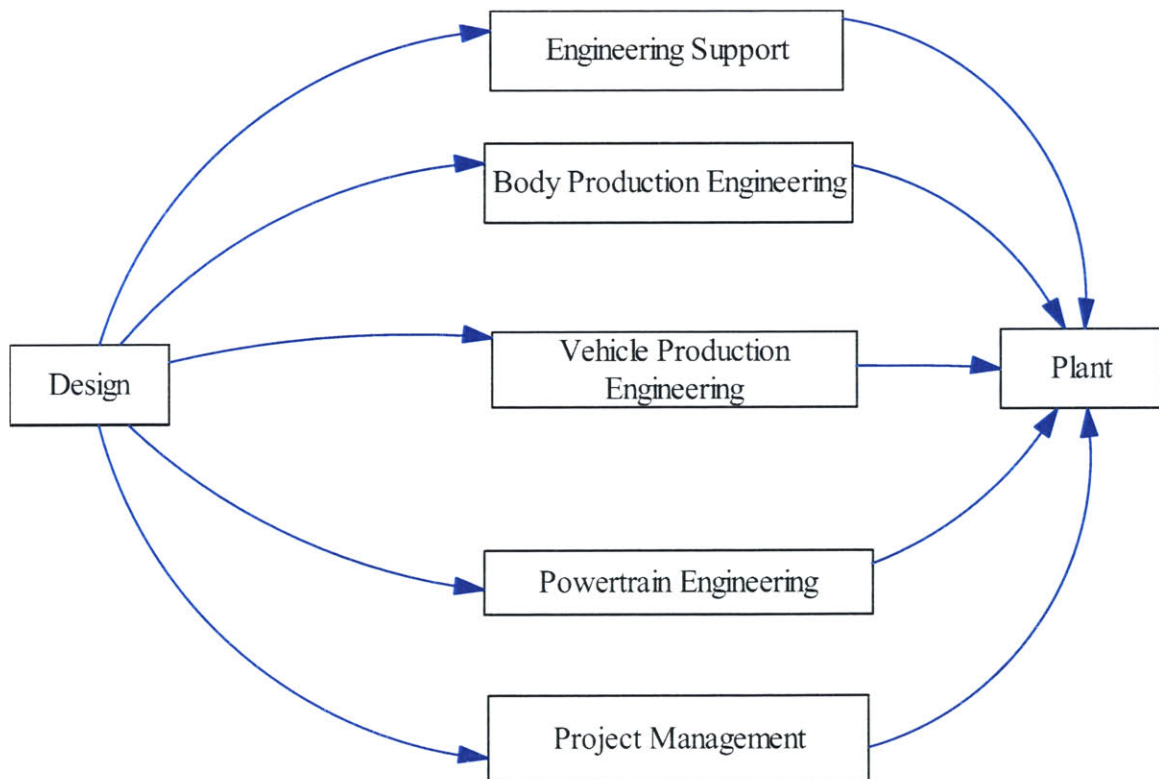 Engineering Support
Body Production Engineering
Design
Vehicle Production
Engineering
Plant
Powertrain Engineering
Project Management